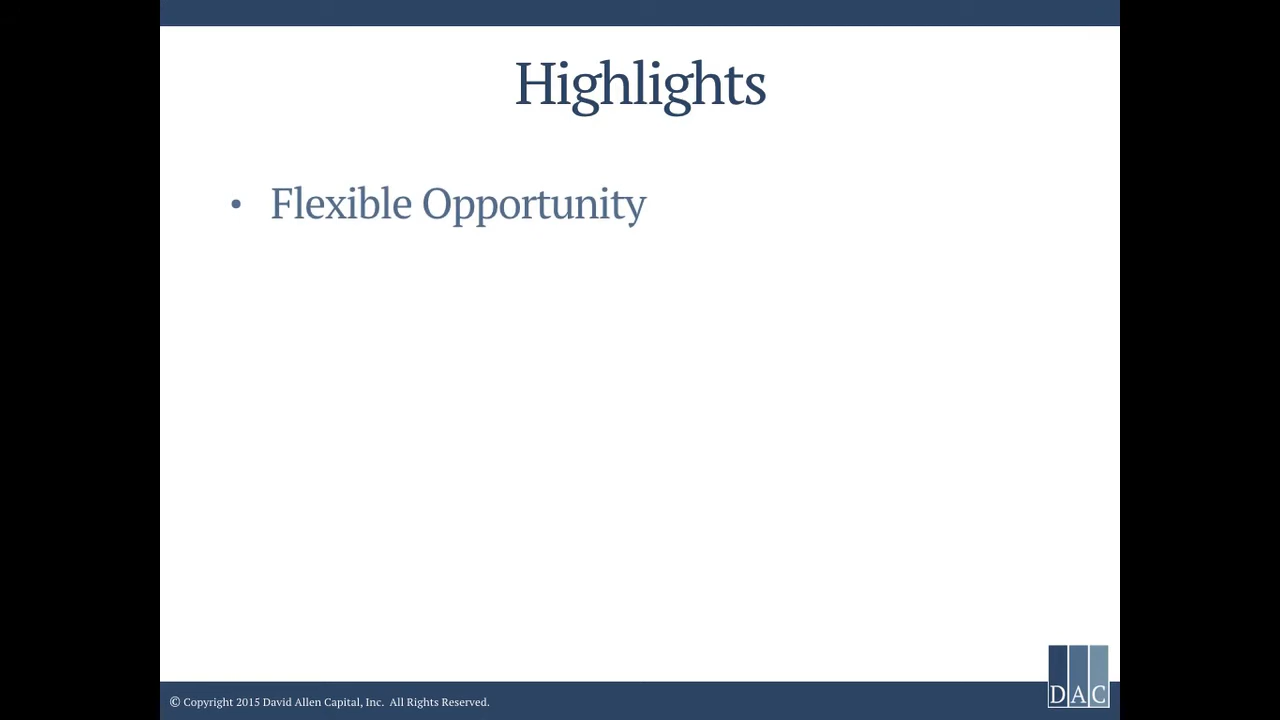 Highlights
• Flexible Opportunity
© Copyright 2015 David Allen Capital, Inc. All Rights Reserved.
DAC